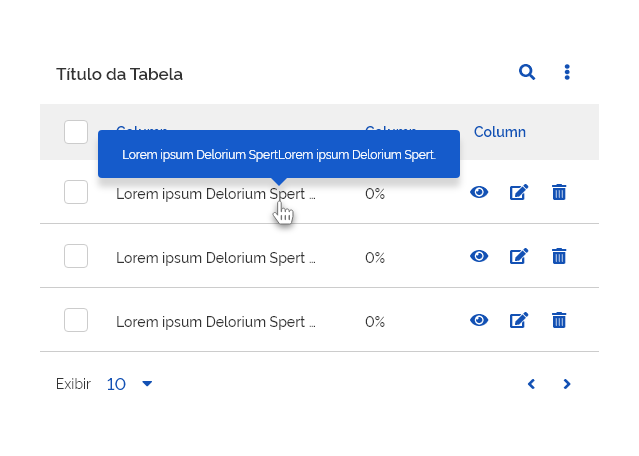 Título da Tabela
Column Column Column
Lorem ipsum Delorium SpertLorem ipsum Delorium Spert.
Lorem ipsum Delorium Spert ... 0%
Lorem ipsum Delorium Spert ... 0%
Lorem ipsum Delorium Spert ... 0%
Exibir 10